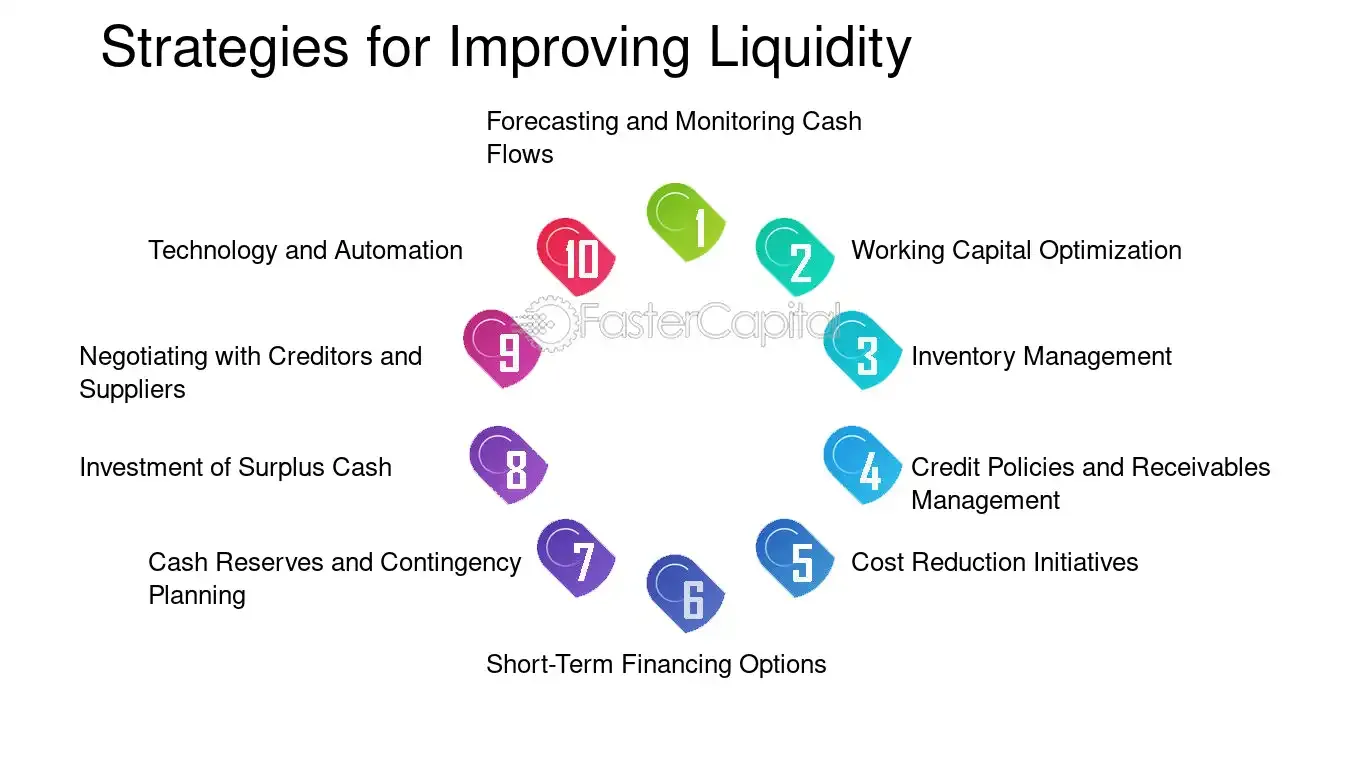 Strategies for Improving Liquidity
Forecasting and Monitoring Cash
Flows
1
2
Working Capital Optimization
3
Inventory Management
4
Credit Policies and Receivables
Management
5
Cost Reduction Initiatives
6
Short-Term Financing Options
7
Cash Reserves and Contingency
Planning
8
Investment of Surplus Cash
9
Negotiating with Creditors and
Suppliers
10
Technology and Automation
FasterCapital